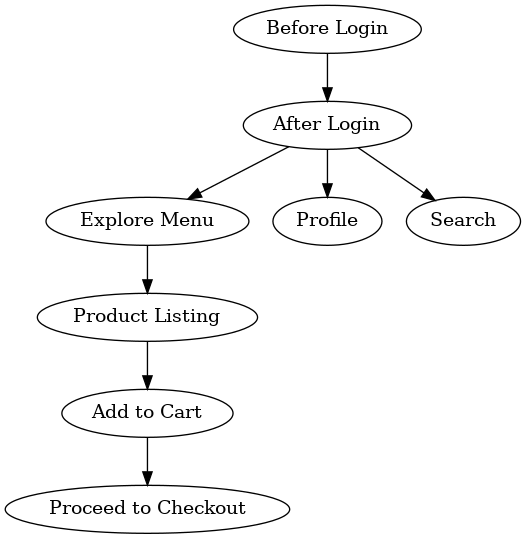 Before Login
After Login
Explore Menu
Profile
Search
Product Listing
Add to Cart
Proceed to Checkout